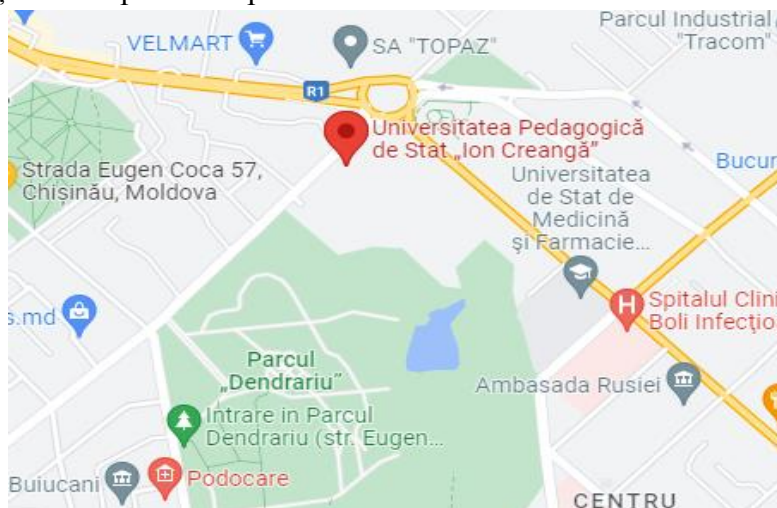 Parcul Industrial
"Tracom"
VELMART
SA "TOPAZ"
R1
Universitatea Pedagogică
de Stat „Ion Creangă”
Strada Eugen Coca 57,
Chișinău, Moldova
Universitatea
de Stat de
Medicină
și Farmacie...
Bucur
s.md
H
Spitalul Clini
Boli Infecțio
Parcul
„Dendrariu”
Ambasada Rusiei
Intrare in Parcul
Dendrariu (str. Eugen...
Buiucani
Podocare
CENTRU